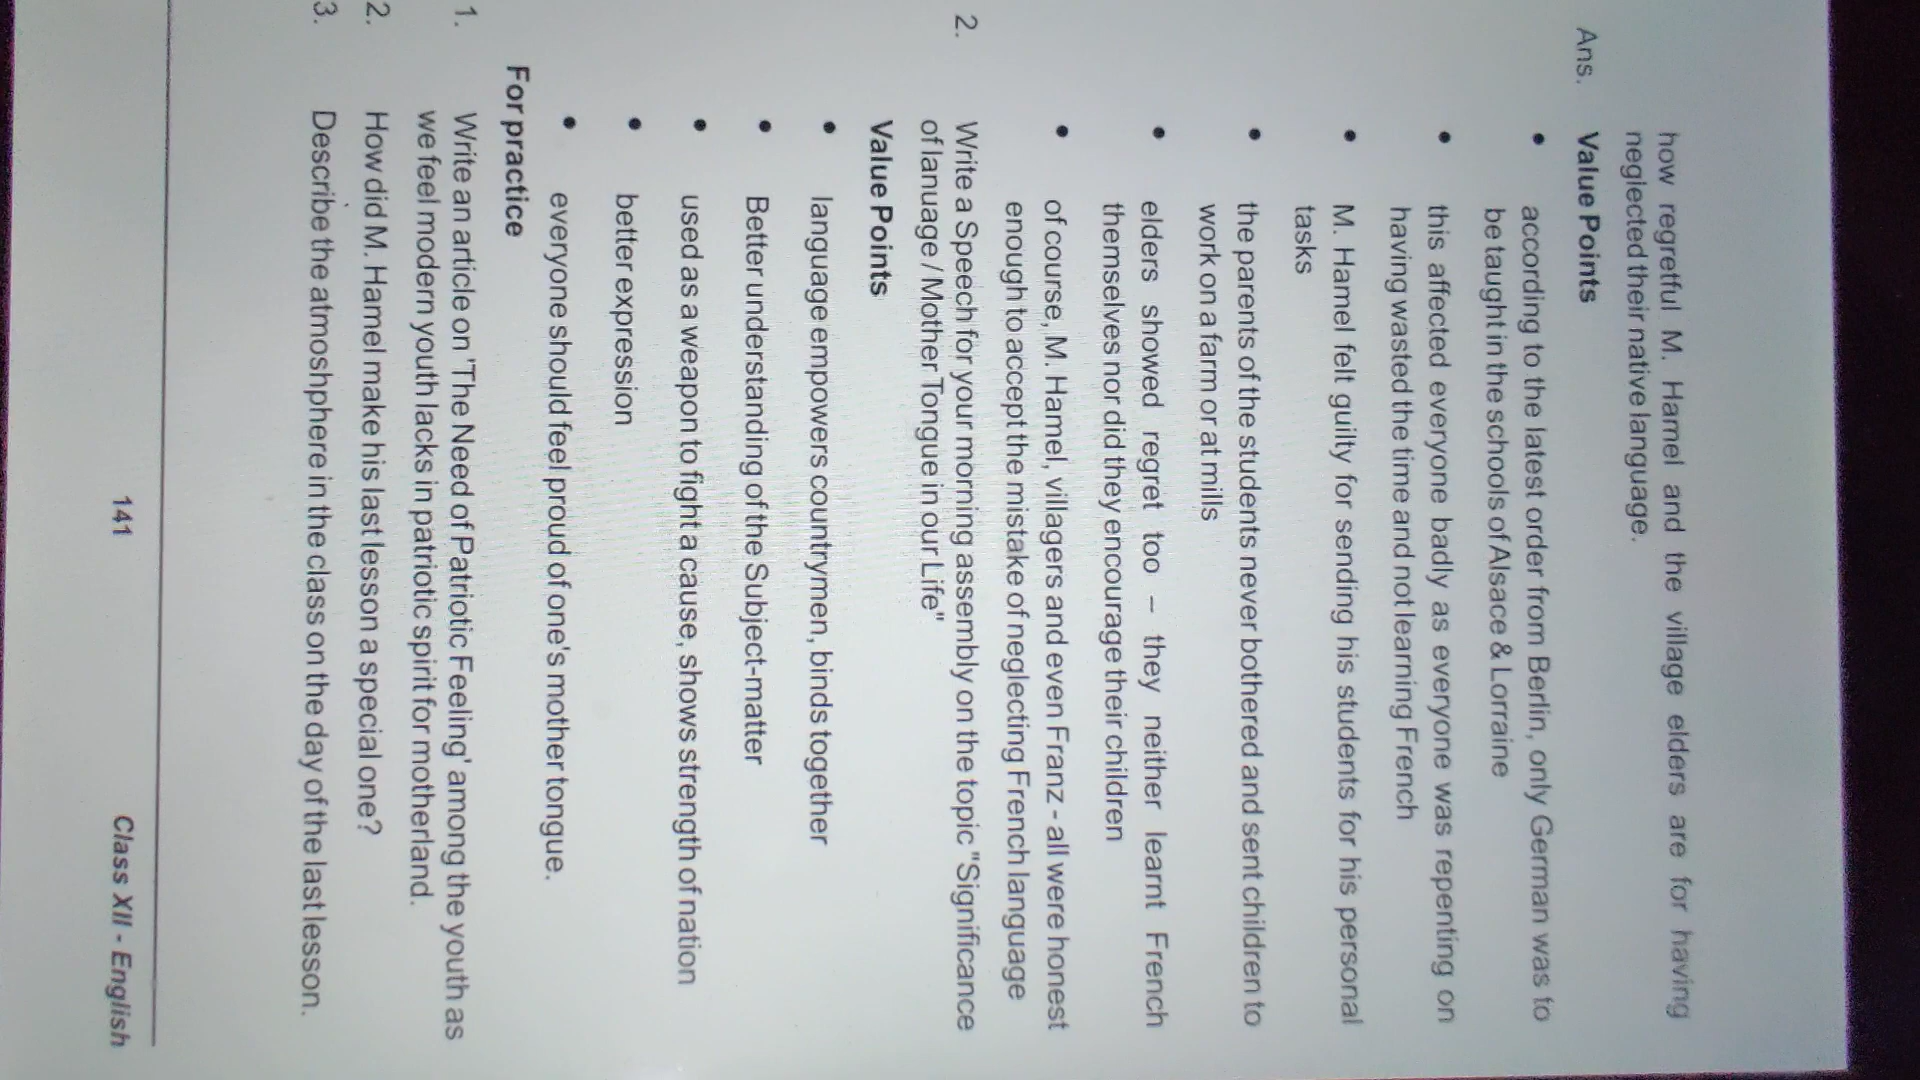 how regretful M. Hamel and the village elders are for having
neglected their native language.
Ans. Value Points
• according to the latest order from Berlin, only German was to
be taught in the schools of Alsace & Lorraine
• this affected everyone badly as everyone was repenting on
having wasted the time and not learning French
• M. Hamel felt guilty for sending his students for his personal
tasks
• the parents of the students never bothered and sent children to
work on a farm or at mills
• elders showed regret too – they neither learnt French
themselves nor did they encourage their children
• of course, M. Hamel, villagers and even Franz - all were honest
enough to accept the mistake of neglecting French language
2. Write a Speech for your morning assembly on the topic "Significance
of lanuage / Mother Tongue in our Life"
Value Points
• language empowers countrymen, binds together
• Better understanding of the Subject-matter
• used as a weapon to fight a cause, shows strength of nation
• better expression
• everyone should feel proud of one's mother tongue.
For practice
1. Write an article on 'The Need of Patriotic Feeling' among the youth as
we feel modern youth lacks in patriotic spirit for motherland.
2. How did M. Hamel make his last lesson a special one?
3. Describe the atmoshphere in the class on the day of the last lesson.
141
Class XII - English